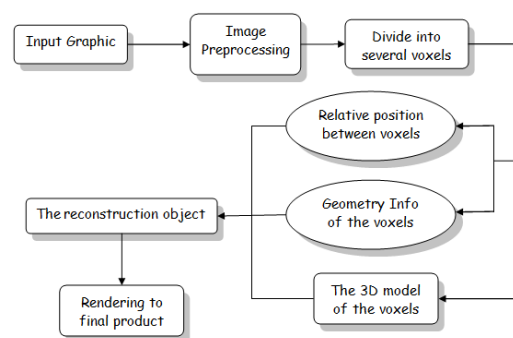 Input Graphic
Image
Preprocessing
Divide into
several voxels
Relative position
between voxels
Geometry Info
of the voxels
The reconstruction object
The 3D model
of the voxels
Rendering to
final product